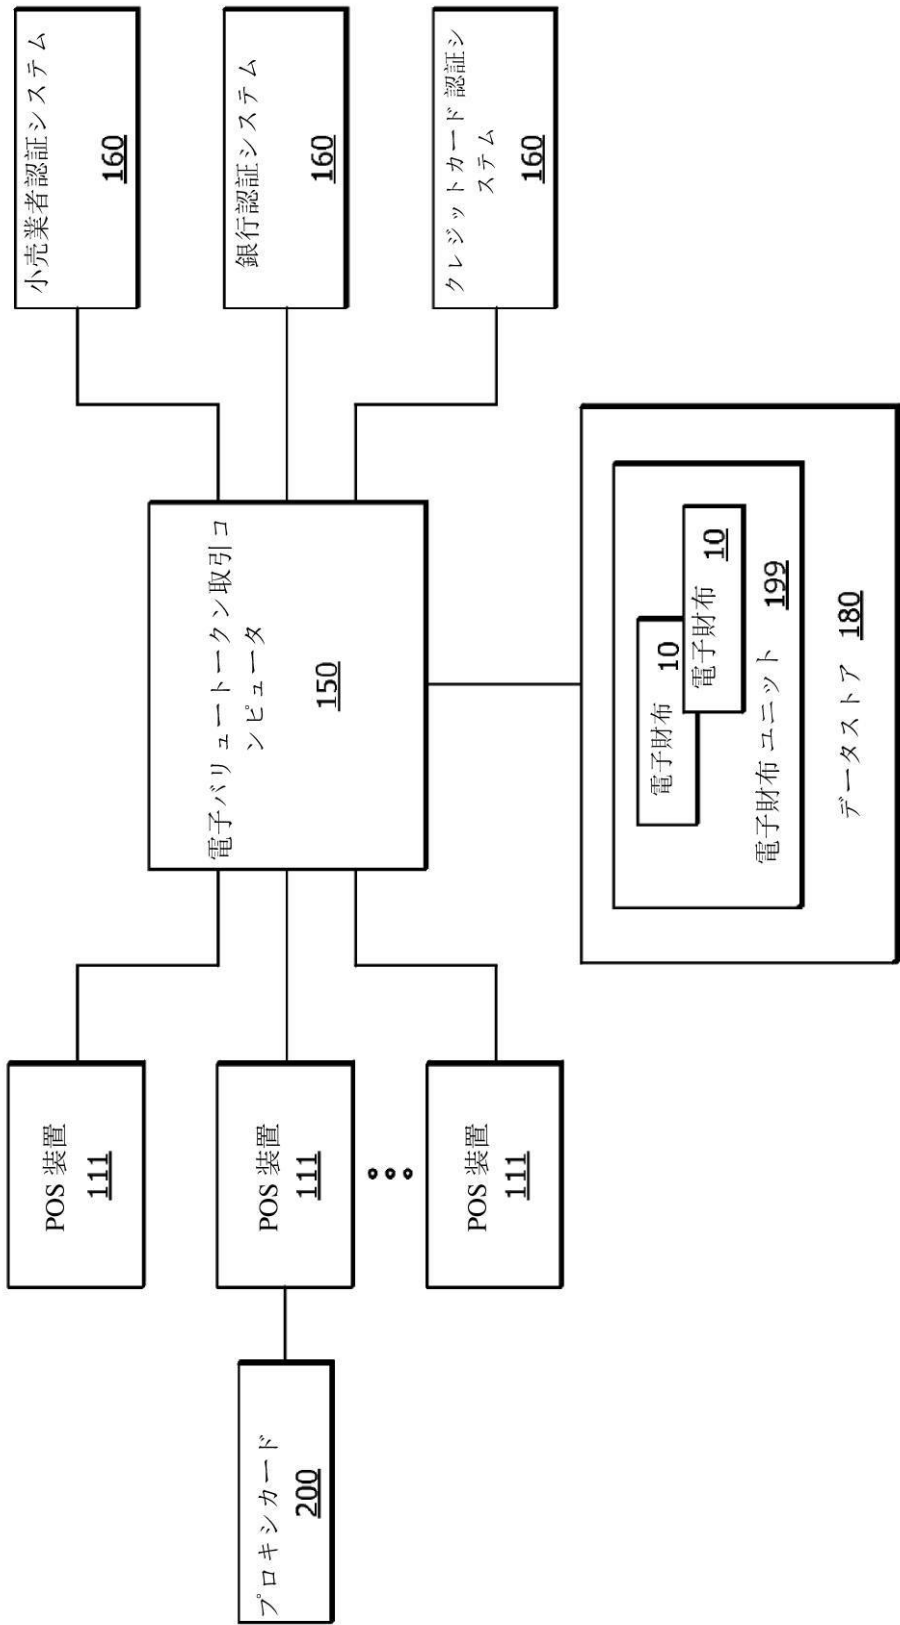 小売業者認証システム
160
銀行認証システム
160
クレジットカード 認証シ
ステム
160
電子バリュートークン取引コ
ンピュータ
150
POS 装置
111
POS 装置
111
POS 装置
111
プロキシカード
200
電子財布 10
電子財布 10
電子財布 ユニット 199
データストア 180